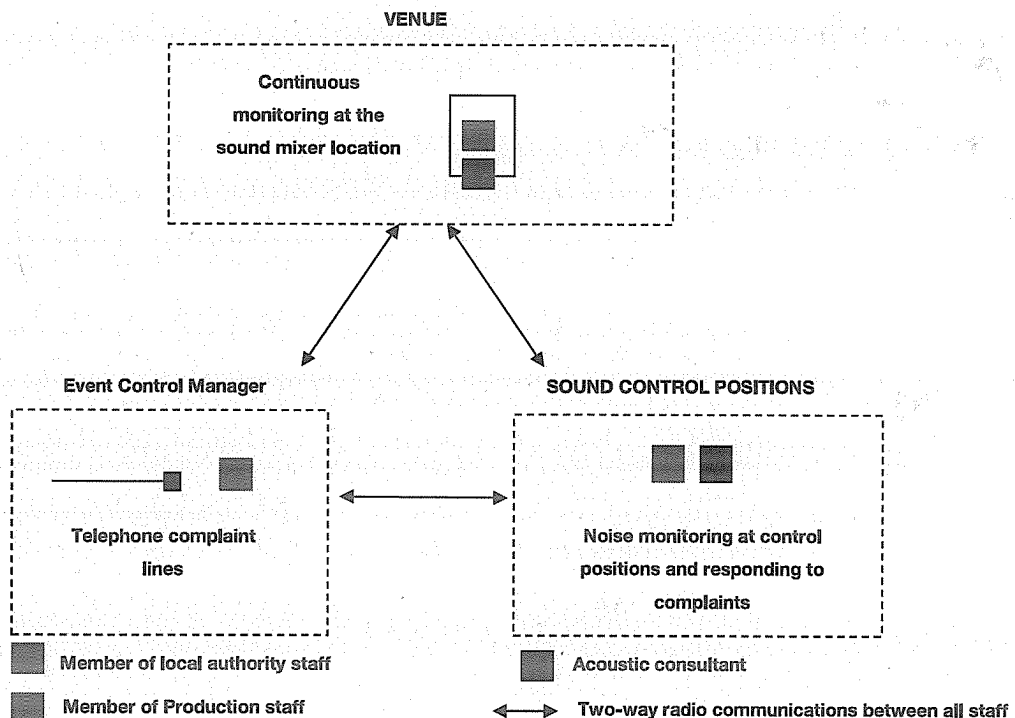 VENUE
Continuous
monitoring at the
sound mixer location
Event Control Manager
Telephone complaint
lines
SOUND CONTROL POSITIONS
Noise monitoring at control
positions and responding to
complaints
Member of local authority staff
Member of Production staff
Acoustic consultant
Two-way radio communications between all staff